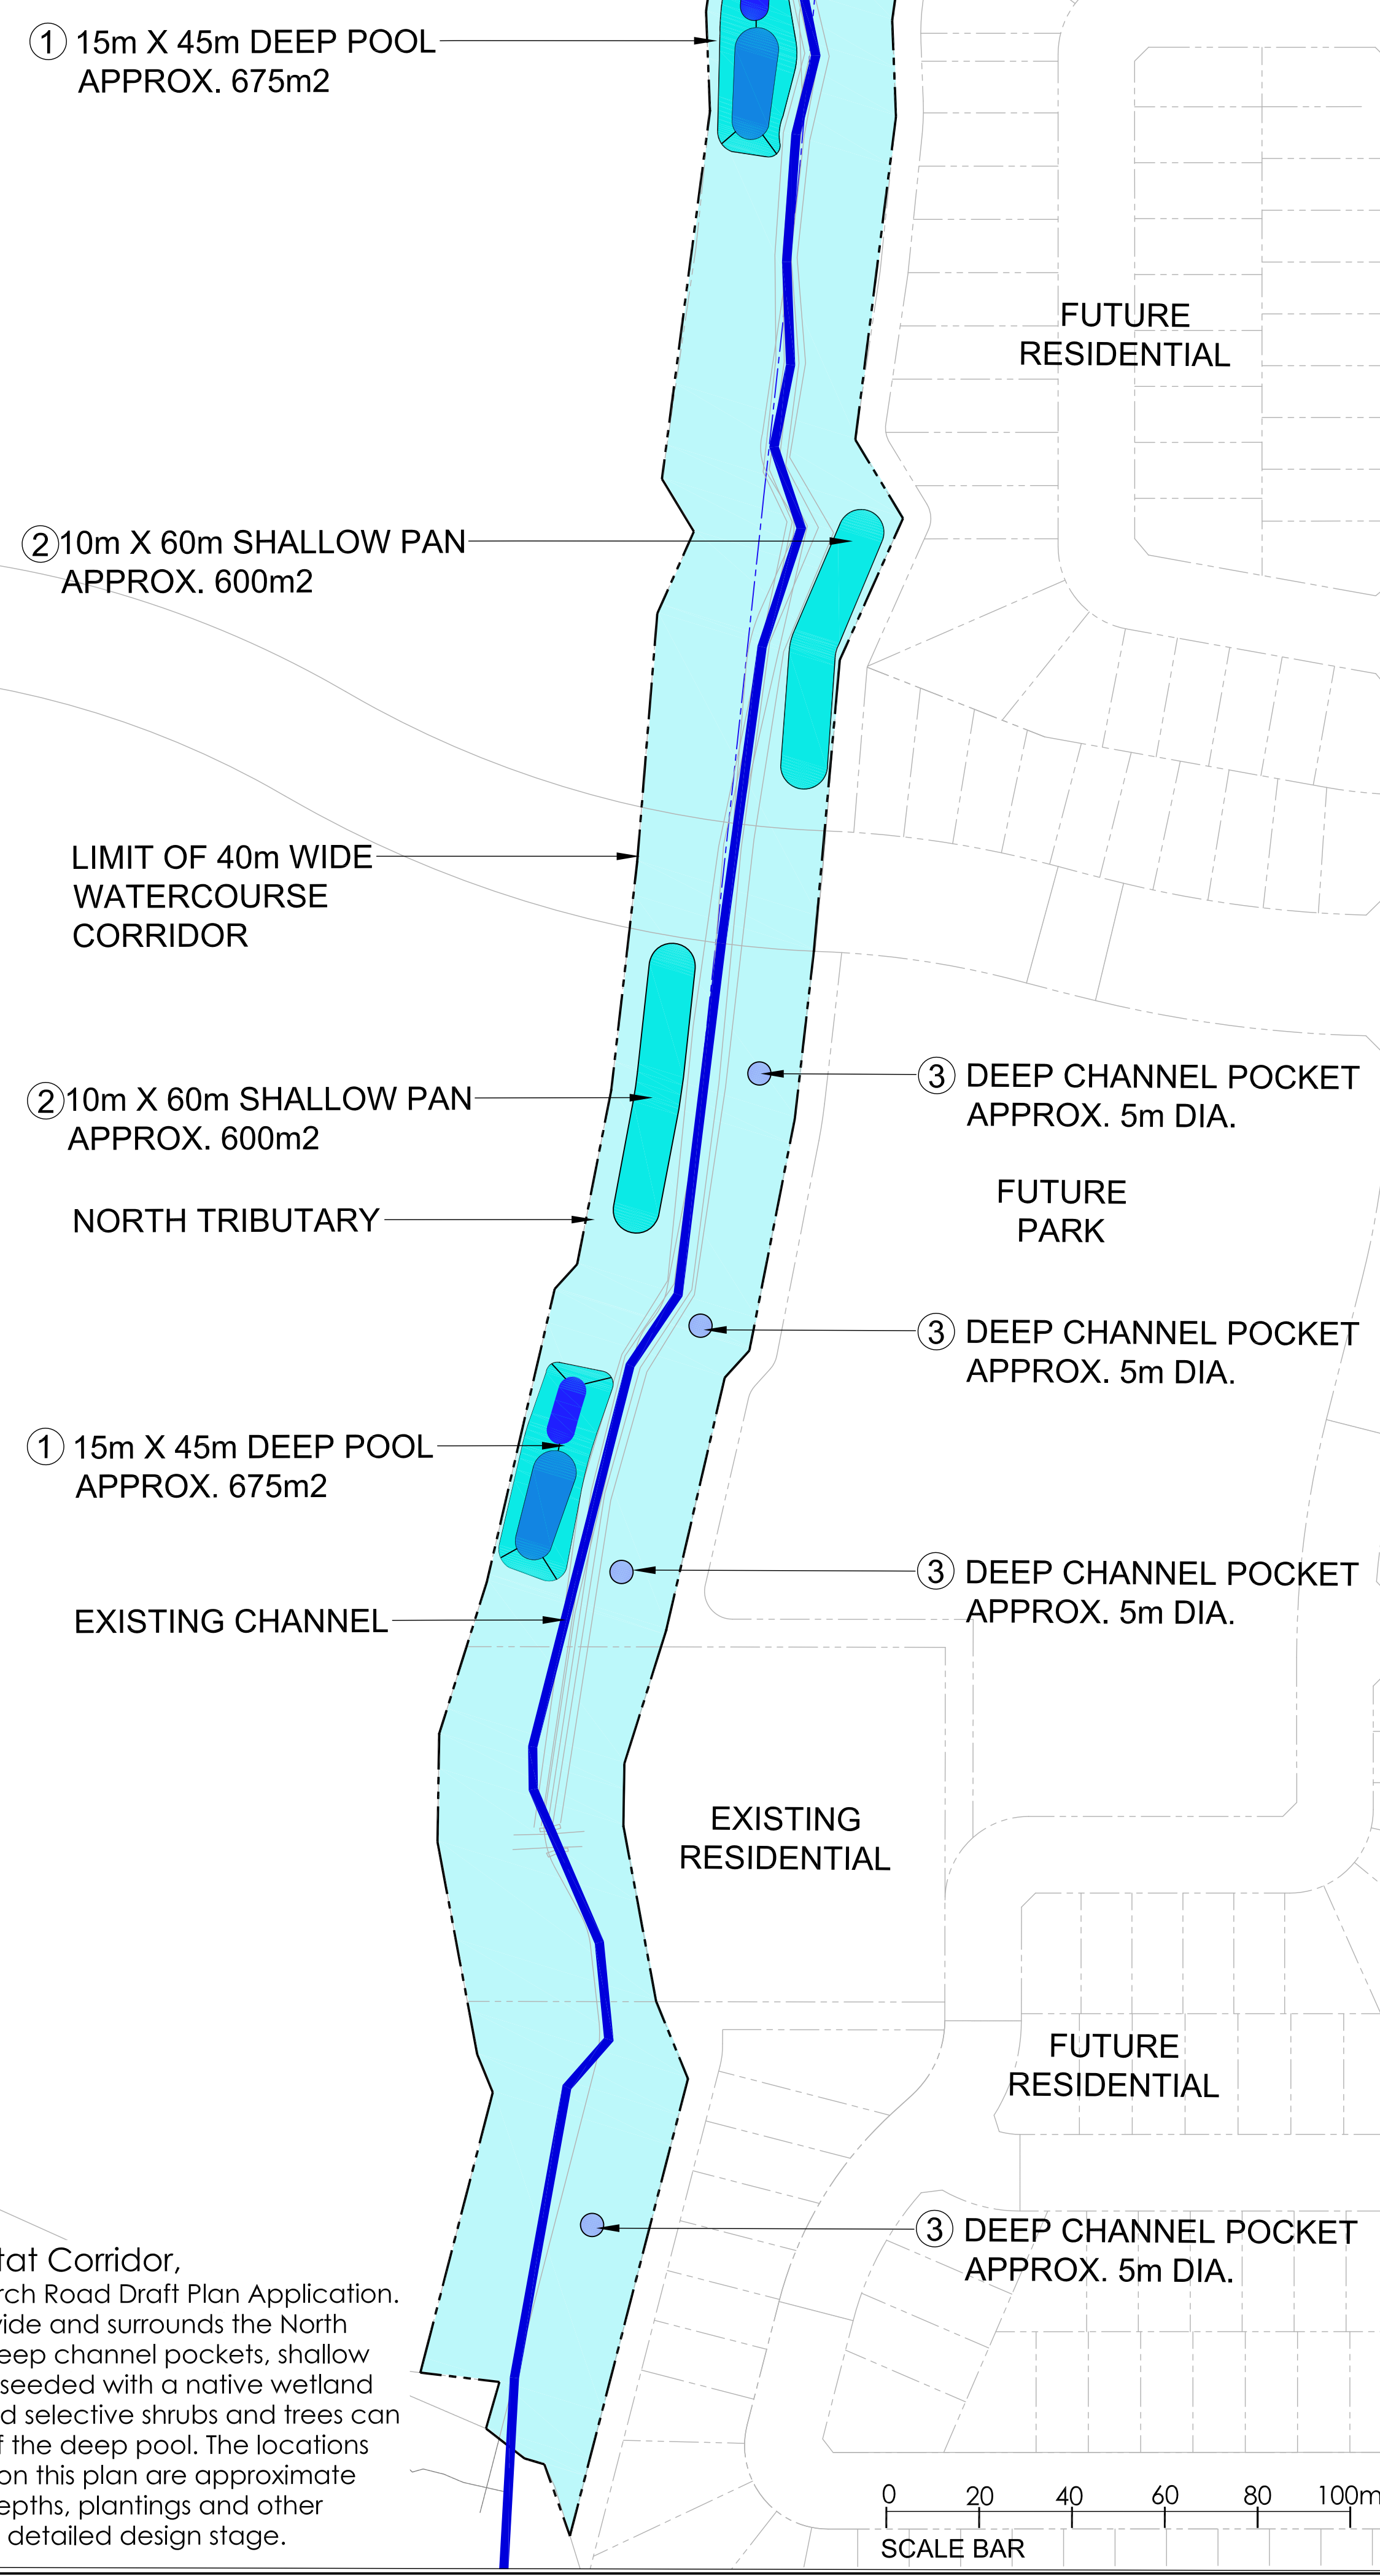 1 15m X 45m DEEP POOL
APPROX. 675m2
FUTURE
RESIDENTIAL
2 10m X 60m SHALLOW PAN
APPROX. 600m2
LIMIT OF 40m WIDE
WATERCOURSE
CORRIDOR
3 DEEP CHANNEL POCKET
APPROX. 5m DIA.
2 10m X 60m SHALLOW PAN
APPROX. 600m2
FUTURE
PARK
NORTH TRIBUTARY
3 DEEP CHANNEL POCKET
APPROX. 5m DIA.
1 15m X 45m DEEP POOL
APPROX. 675m2
3 DEEP CHANNEL POCKET
APPROX. 5m DIA.
EXISTING CHANNEL
EXISTING
RESIDENTIAL
FUTURE
RESIDENTIAL
3 DEEP CHANNEL POCKET
APPROX. 5m DIA.
tat Corridor,
rch Road Draft Plan Application.
vide and surrounds the North
eep channel pockets, shallow
seeded with a native wetland
d selective shrubs and trees can
f the deep pool. The locations
on this plan are approximate
epths, plantings and other
detailed design stage.
0 20 40 60 80 100m
SCALE BAR